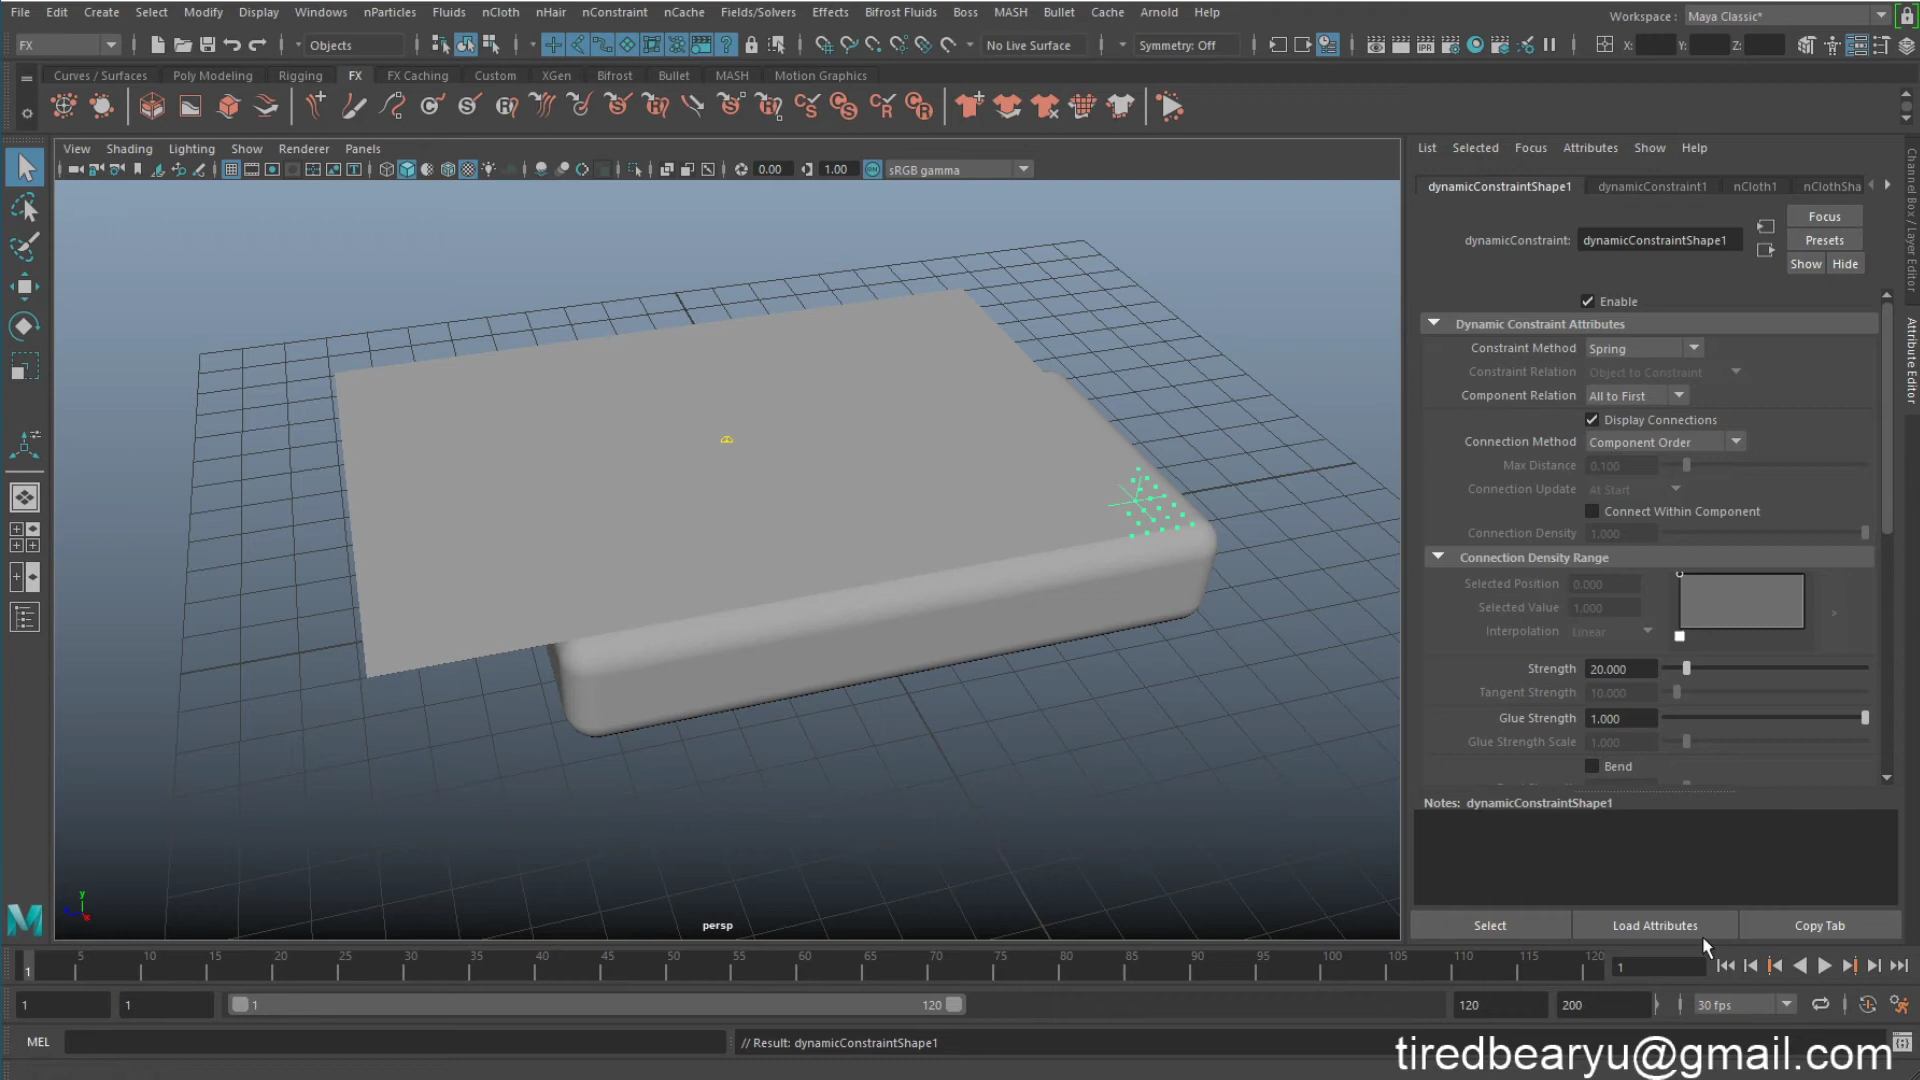 File Edit Create Select Modify Display Windows nParticles Fluids nCloth nHair nConstraint nCache Fields/Solvers Effects Bifrost Fluids Boss MASH Bullet Cache Arnold Help
Workspace : Maya Classic*
FX Objects No Live Surface Symmetry: Off X: Y: Z:
Curves / Surfaces Poly Modeling Rigging FX FX Caching Custom XGen Bifrost Bullet MASH Motion Graphics
View Shading Lighting Show Renderer Panels
0.00 1.00 sRGB gamma
persp
List Selected Focus Attributes Show Help
dynamicConstraintShape1 dynamicConstraint1 nCloth1 nClothSha
dynamicConstraint: dynamicConstraintShape1
Focus
Presets
Show Hide
Enable
Dynamic Constraint Attributes
Constraint Method Spring
Constraint Relation Object to Constraint
Component Relation All to First
Display Connections
Connection Method Component Order
Max Distance 0.100
Connection Update At Start
Connect Within Component
Connection Density 1.000
Connection Density Range
Selected Position 0.000
Selected Value 1.000
Interpolation Linear
Strength 20.000
Tangent Strength 10.000
Glue Strength 1.000
Glue Strength Scale 1.000
Bend
Notes: dynamicConstraintShape1
Select Load Attributes Copy Tab
Channel Box / Layer Editor
Attribute Editor
1 5 10 15 20 25 30 35 40 45 50 55 60 65 70 75 80 85 90 95 100 105 110 115 120 1
1 1 1 120 120 200 30 fps
MEL // Result: dynamicConstraintShape1
tiredbearyu@gmail.com